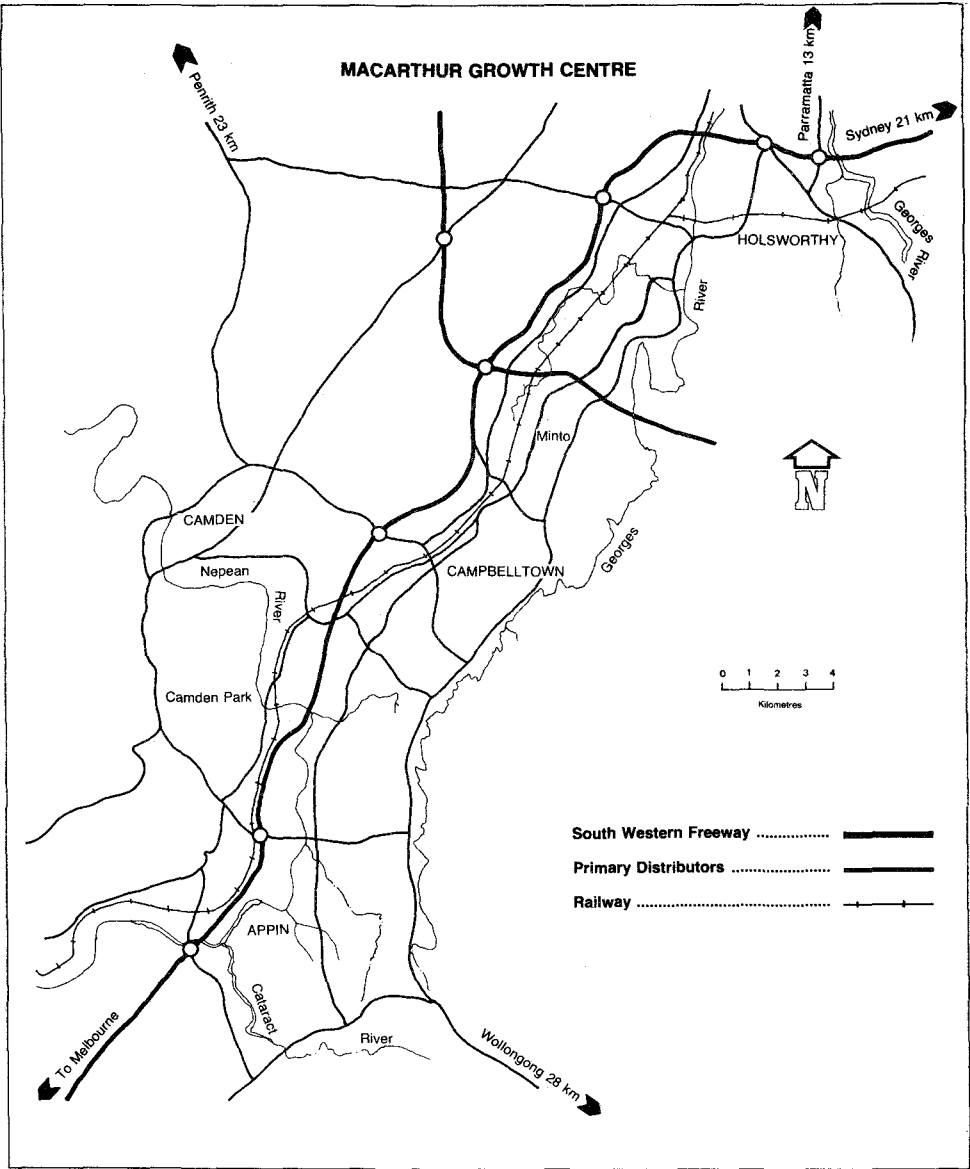 MACARTHUR GROWTH CENTRE
Penrith 23 km
Parramatta 13 km
Sydney 21 km
Georges
River
HOLSWORTHY
River
Minto
N
CAMDEN
Georges
CAMPBELLTOWN
Nepean
River
Camden Park
0 1 2 3 4
Kilometres
South Western Freeway ..................
Primary Distributors ........................
Railway ...............................................
APPIN
Cataract
River
To Melbourne
Wollongong 28 km